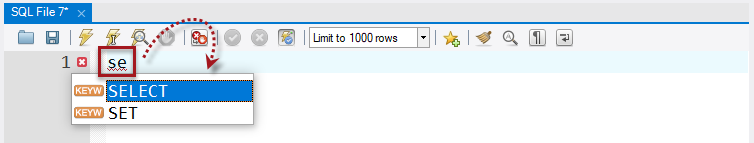 SQL File 7*
Limit to 1000 rows
1 se
KEYW SELECT
KEYW SET